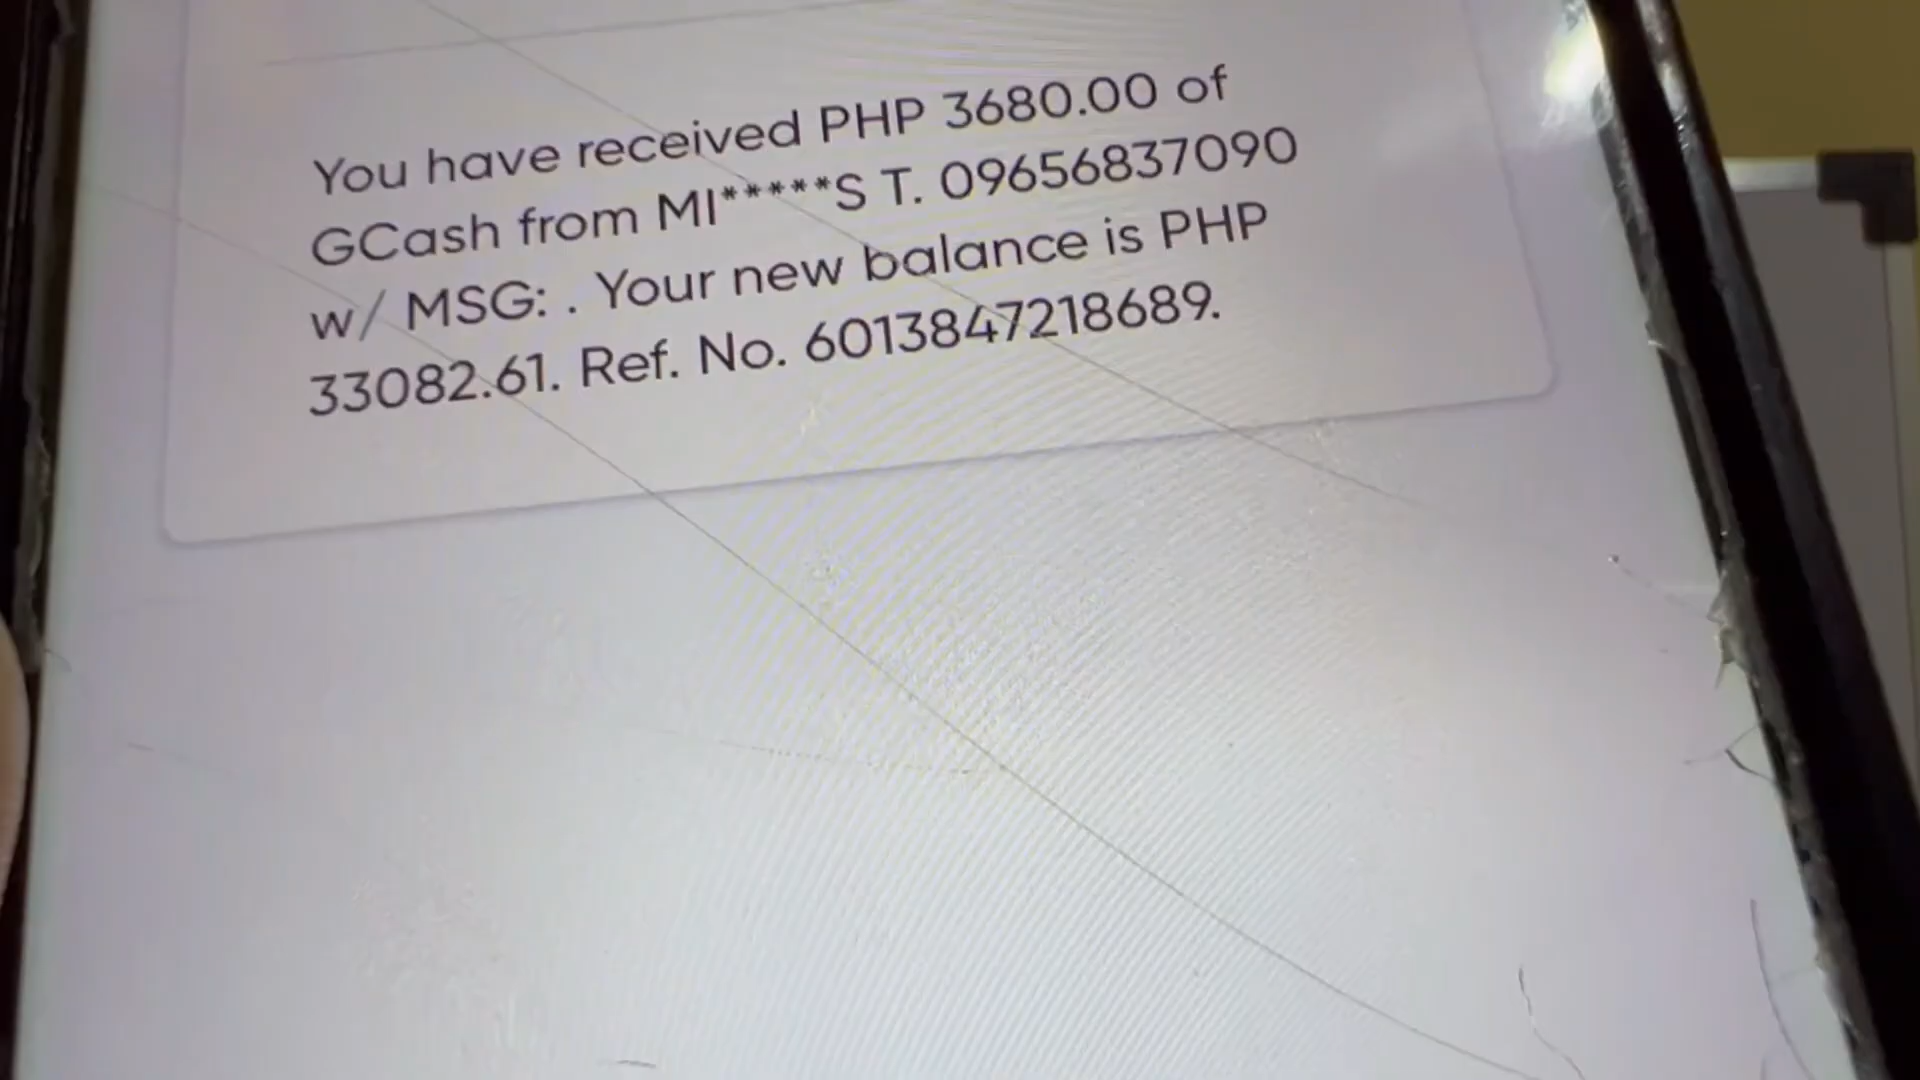 You have received PHP 3680.00 of
GCash from MI*****S T. 09656837090
w/ MSG: . Your new balance is PHP
33082.61. Ref. No. 6013847218689.